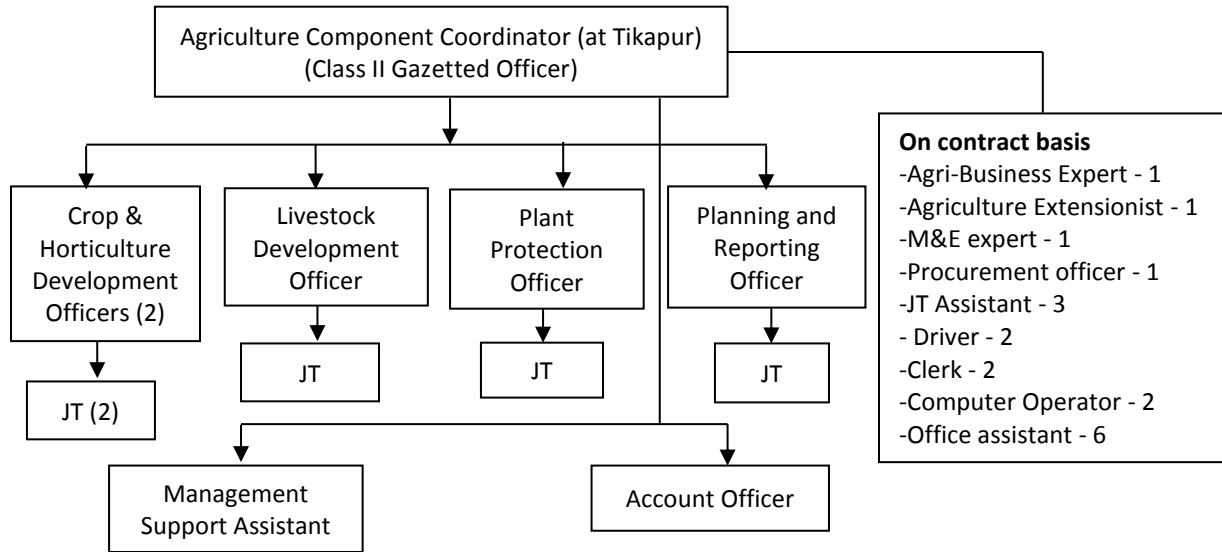 Agriculture Component Coordinator (at Tikapur)
(Class II Gazetted Officer)
Crop &
Horticulture
Development
Officers (2)
Livestock
Development
Officer
Plant
Protection
Officer
Planning and
Reporting
Officer
JT (2)
JT
JT
JT
Management
Support Assistant
Account Officer
On contract basis
-Agri-Business Expert - 1
-Agriculture Extensionist - 1
-M&E expert - 1
-Procurement officer - 1
-JT Assistant - 3
- Driver - 2
-Clerk - 2
-Computer Operator - 2
-Office assistant - 6